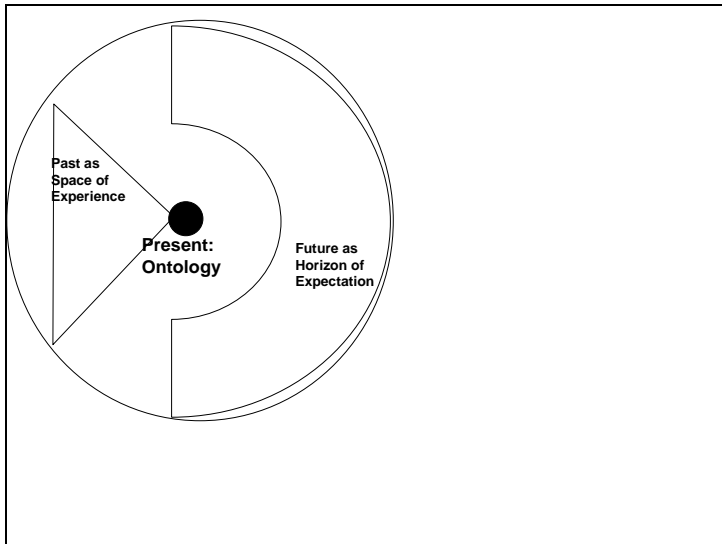 Past as
Space of
Experience
Present:
Ontology
Future as
Horizon of
Expectation